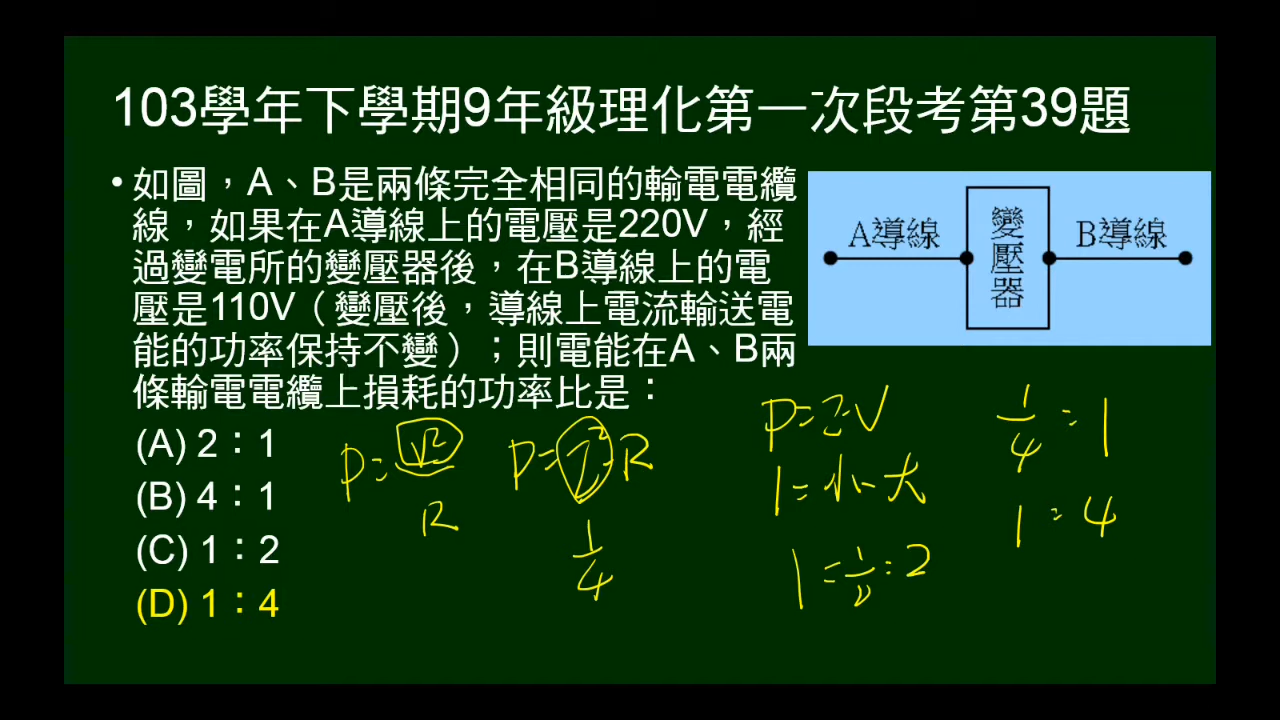 103學年下學期9年級理化第一次段考第39題
•如圖，A、B是兩條完全相同的輸電電纜
線，如果在A導線上的電壓是220V，經
過變電所的變壓器後，在B導線上的電
壓是110V（變壓後，導線上電流輸送電
能的功率保持不變）；則電能在A、B兩
條輸電電纜上損耗的功率比是：
(A) 2：1
(B) 4：1
(C) 1：2
(D) 1：4
A導線
變壓器
B導線
P=V²/R
P=I²R
1/4
P=IV
1=小 大
1/4:1
1:4